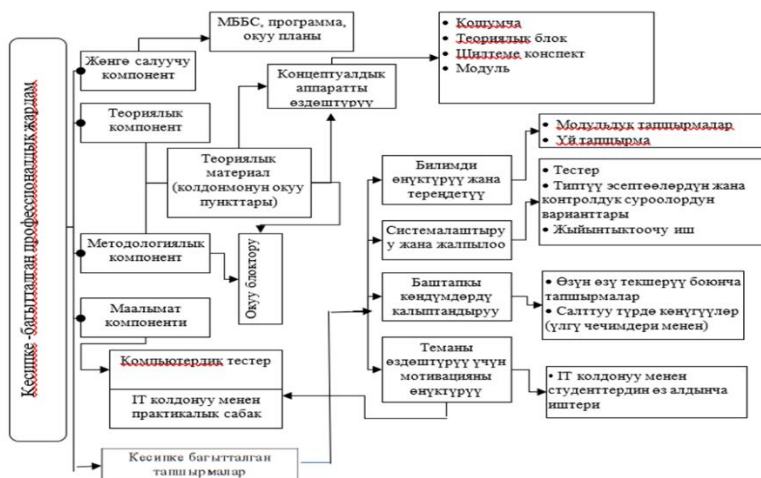 Кесипке -багытталган профессионалдык жардам
Жөнгө салуучу
компонент
Теориялык
компонент
Методологиялык
компонент
Маалымат
компоненти
МББС, программа,
окуу планы
Концептуалдык
аппаратты
өздөштүрүү
• Кошумча
• Теориялык блок
• Шилтеме конспект
• Модуль
Теориялык
материал
(колдонмонун окуу
пункттары)
Окуу блоктору
Билимди
өнүктүрүү жана
тереңдетүү
• Модульдук тапшырмалар
• Үй тапшырма
Системалаштыру
у жана жалпылоо
• Тестер
• Типтүү эсептөөлөрдүн жана
контролдук суроолордун
варианттары
• Жыйынтыктоочу иш
Баштапкы
көндүмдөрдү
калыптандыруу
• Өзүн өзү текшерүү боюнча
тапшырмалар
• Салттуу түрдө көнүгүүлөр
(үлгү чечимдери менен)
Теманы
өздөштүрүү үчүн
мотивацияны
өнүктүрүү
• IT колдонуу менен
студенттердин өз алдынча
иштери
Компьютердик тестер
IT колдонуу менен
практикалык сабак
Кесипке багытталган
тапшырмалар